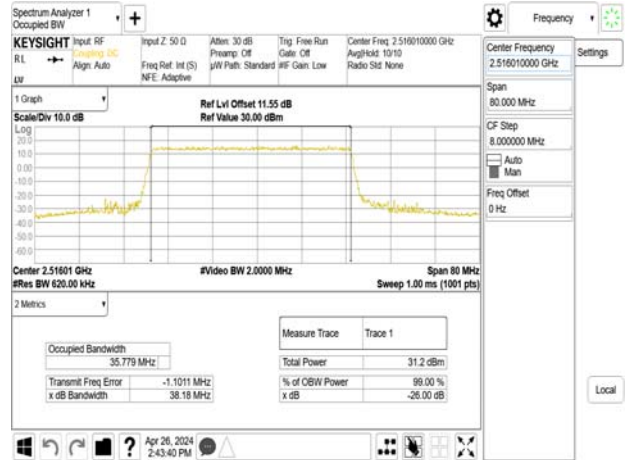 Spectrum Analyzer 1
Occupied BW
Frequency
KEYSIGHT
RL
Input: RF
Coupling: DC
Align: Auto
Input Z: 50 Ω
Freq Ref: Int (S)
NFE: Adaptive
Atten: 30 dB
Preamp: Off
µW Path: Standard
Trig: Free Run
Gate: Off
#IF Gain: Low
Center Freq: 2.516010000 GHz
Avg|Hold: 10/10
Radio Std: None
Center Frequency
2.516010000 GHz
Settings
Span
80.000 MHz
CF Step
8.000000 MHz
Auto
Man
Freq Offset
0 Hz
Local
1 Graph
Scale/Div 10.0 dB
Ref Lvl Offset 11.55 dB
Ref Value 30.00 dBm
Log
20.0
10.0
0.00
-10.0
-20.0
-30.0
-40.0
-50.0
-60.0
Center 2.51601 GHz
#Video BW 2.0000 MHz
Span 80 MHz
#Res BW 620.00 kHz
Sweep 1.00 ms (1001 pts)
2 Metrics
Measure Trace Trace 1
Occupied Bandwidth
35.779 MHz
Total Power 31.2 dBm
Transmit Freq Error -1.1011 MHz
% of OBW Power 99.00 %
x dB Bandwidth 38.18 MHz
x dB -26.00 dB
?
Apr 26, 2024
2:43:40 PM